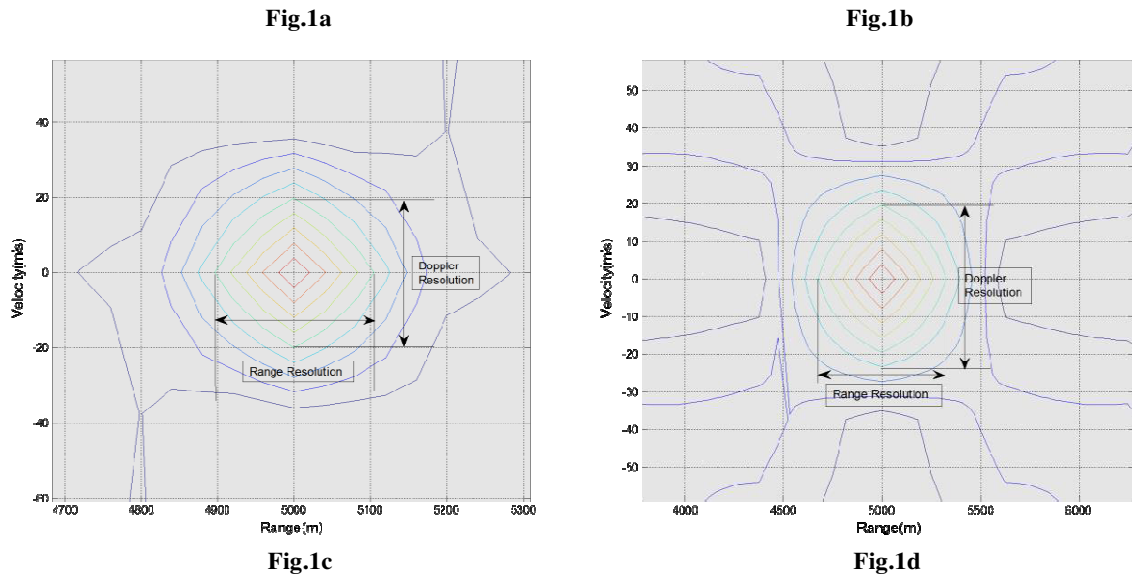 Fig.1a
Fig.1b
40
20
0
-20
-40
-60
Velocity(m/s)
4700 4800 4900 5000 5100 5200 5300
Range(m)
Doppler
Resolution
Range Resolution
50
40
30
20
10
0
-10
-20
-30
-40
-50
Velocity(m/s)
4000 4500 5000 5500 6000
Range(m)
Doppler
Resolution
Range Resolution
Fig.1c
Fig.1d